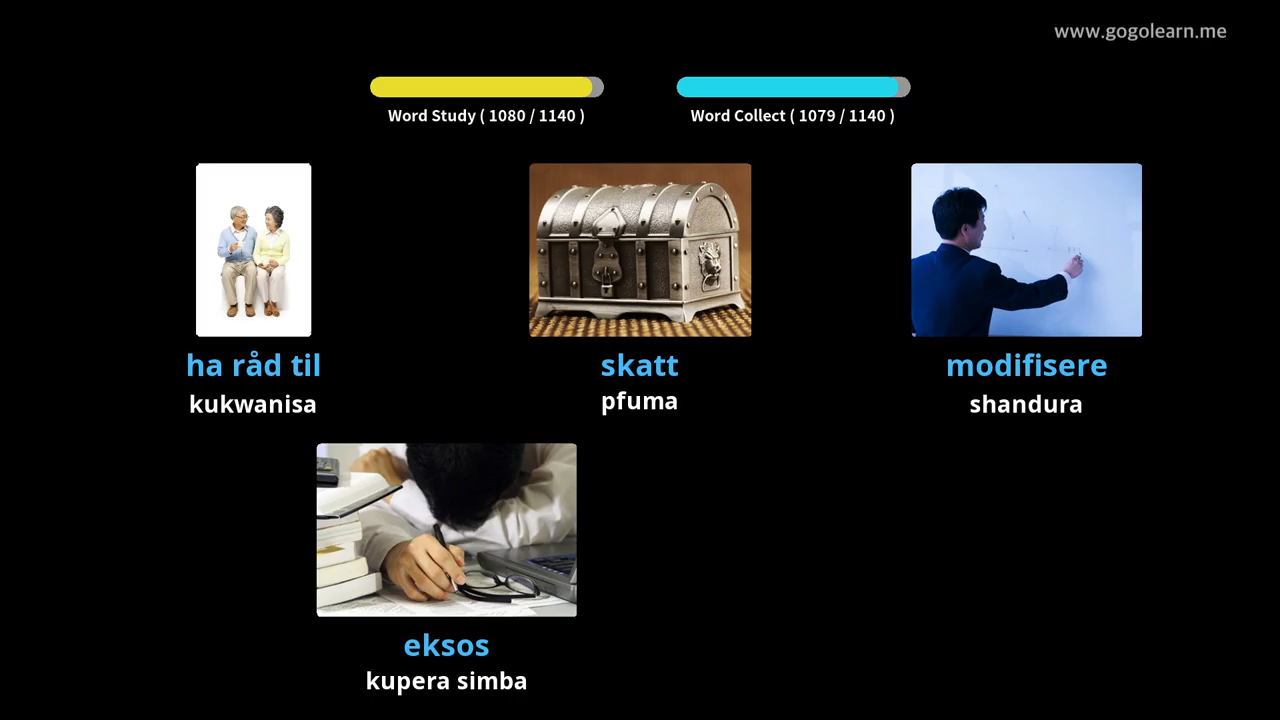 www.gogolearn.me
Word Study ( 1080 / 1140 )
Word Collect ( 1079 / 1140 )
ha råd til
kukwanisa
skatt
pfuma
modifisere
shandura
eksos
kupera simba